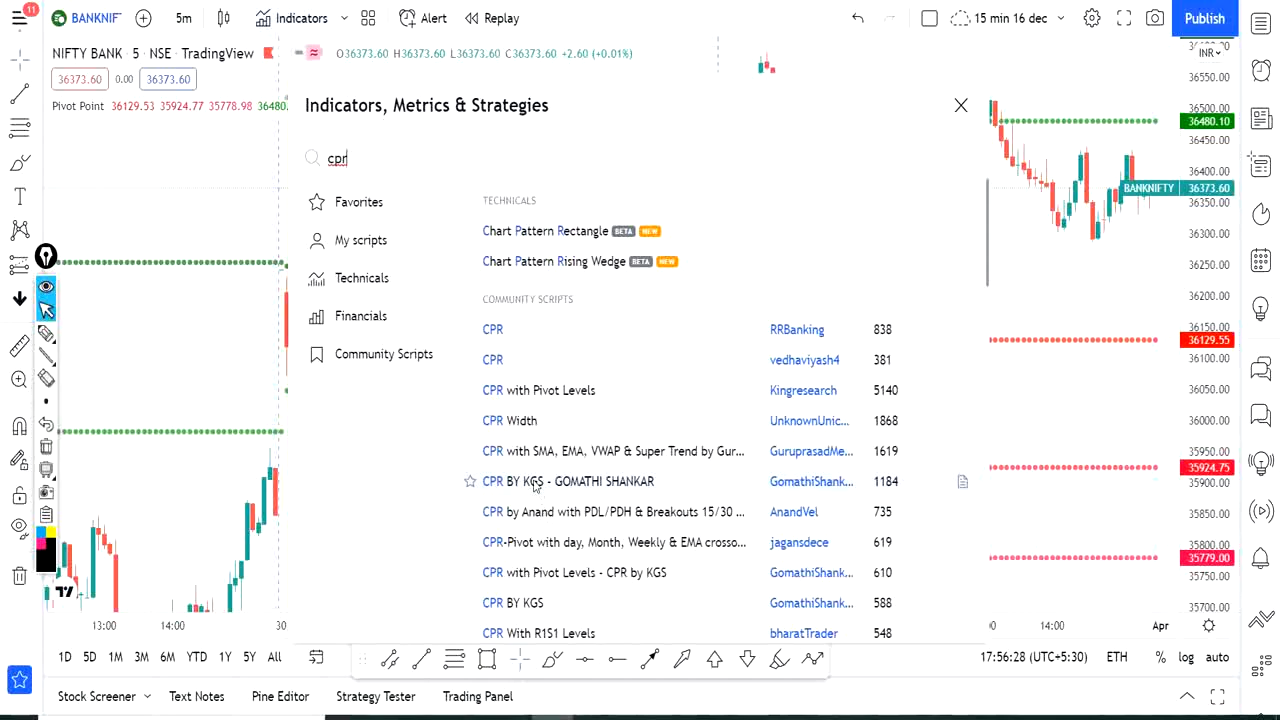 11
BANKNIF
5m
Indicators
Alert
Replay
15 min 16 dec
Publish
NIFTY BANK · 5 · NSE · TradingView
O36373.60 H36373.60 L36373.60 C36373.60 +2.60 (+0.01%)
INR
36373.60 0.00 36373.60
Pivot Point 36129.53 35924.77 35778.98 36480.
Indicators, Metrics & Strategies
cpr
Favorites
My scripts
Technicals
Financials
Community Scripts
TECHNICALS
Chart Pattern Rectangle BETA NEW
Chart Pattern Rising Wedge BETA NEW
COMMUNITY SCRIPTS
CPR RRBanking 838
CPR vedhaviyash4 381
CPR with Pivot Levels Kingresearch 5140
CPR Width UnknownUnic... 1868
CPR with SMA, EMA, VWAP & Super Trend by Gur... GuruprasadMe... 1619
CPR BY KGS - GOMATHI SHANKAR GomathiShank... 1184
CPR by Anand with PDL/PDH & Breakouts 15/30 ... AnandVel 735
CPR-Pivot with day, Month, Weekly & EMA crosso... jagansdece 619
CPR with Pivot Levels - CPR by KGS GomathiShank... 610
CPR BY KGS GomathiShank... 588
CPR With R1S1 Levels bharatTrader 548
36550.00
36500.00
36480.10
36450.00
36400.00
BANKNIFTY 36373.60
36350.00
36300.00
36250.00
36200.00
36150.00
36129.55
36100.00
36050.00
36000.00
35950.00
35924.75
35900.00
35850.00
35800.00
35779.00
35750.00
35700.00
13:00 14:00 30 14:00 Apr
1D 5D 1M 3M 6M YTD 1Y 5Y All
17:56:28 (UTC+5:30) ETH % log auto
Stock Screener Text Notes Pine Editor Strategy Tester Trading Panel